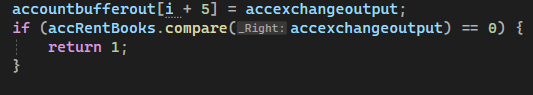 accountbufferout[i + 5] = accexchangeoutput;
if (accRentBooks.compare(_Right: accexchangeoutput) == 0) {
return 1;
}